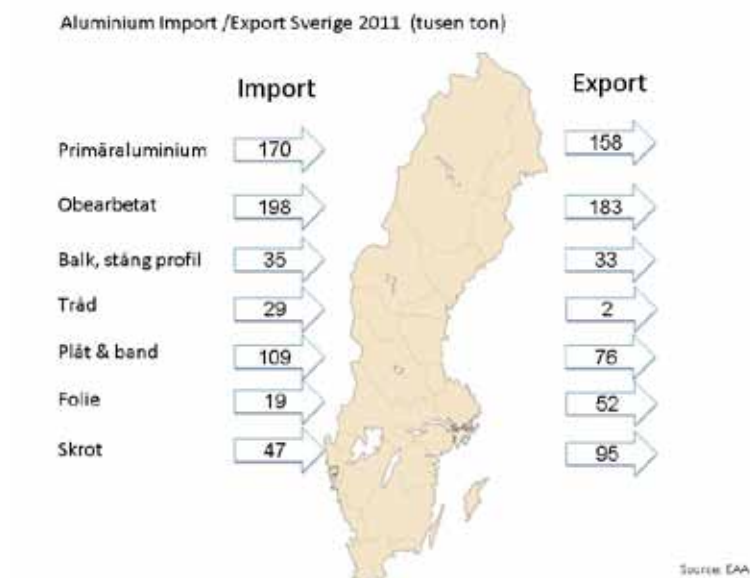 Aluminium Import /Export Sverige 2011 (tusen ton)
Import Export
Primäraluminium 170 158
Obearbetat 198 183
Balk, stång profil 35 33
Tråd 29 2
Plåt & band 109 76
Folie 19 52
Skrot 47 95
Source: EAA